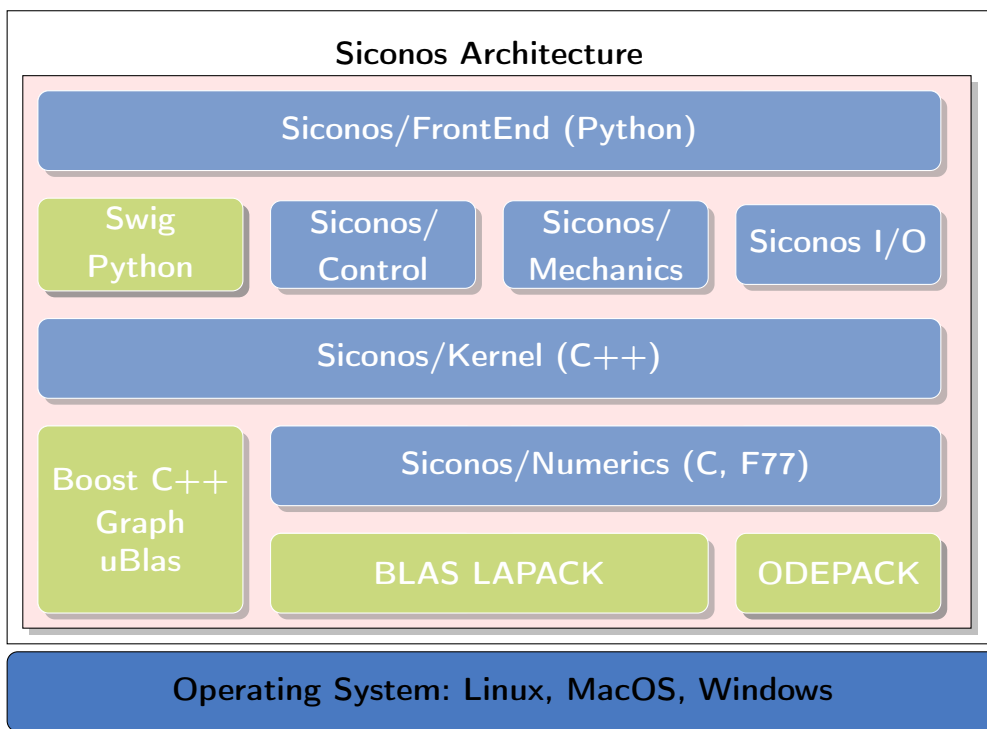 Siconos Architecture
Siconos/FrontEnd (Python)
Swig
Python
Siconos/
Control
Siconos/
Mechanics
Siconos I/O
Siconos/Kernel (C++)
Boost C++
Graph
uBlas
Siconos/Numerics (C, F77)
BLAS LAPACK
ODEPACK
Operating System: Linux, MacOS, Windows